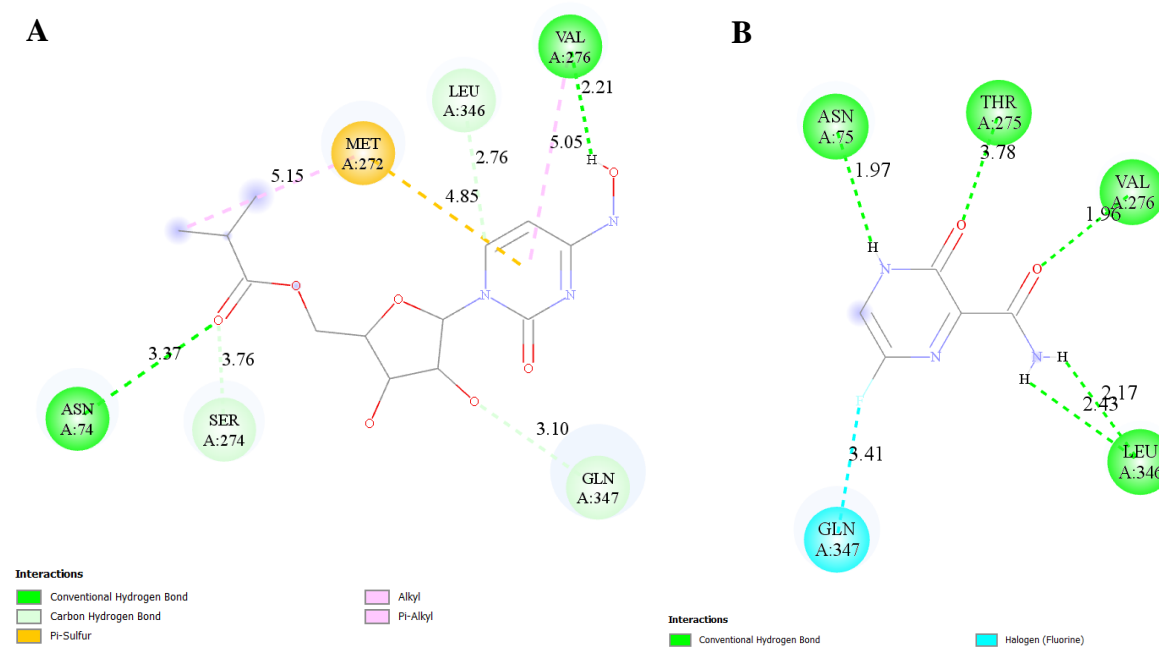 A
VAL
A:276
2.21
LEU
A:346
MET
A:272
2.76
5.05
H
O
5.15
4.85
N
N
N
O
O
O
O
O
O
3.37
3.76
3.10
ASN
A:74
SER
A:274
GLN
A:347
Interactions
Conventional Hydrogen Bond
Carbon Hydrogen Bond
Pi-Sulfur
Alkyl
Pi-Alkyl
B
ASN
A:75
THR
A:275
VAL
A:276
1.97
3.78
1.96
H
N
O
O
N
N
H
H
F
2.17
2.43
LEU
A:346
3.41
GLN
A:347
Interactions
Conventional Hydrogen Bond
Halogen (Fluorine)